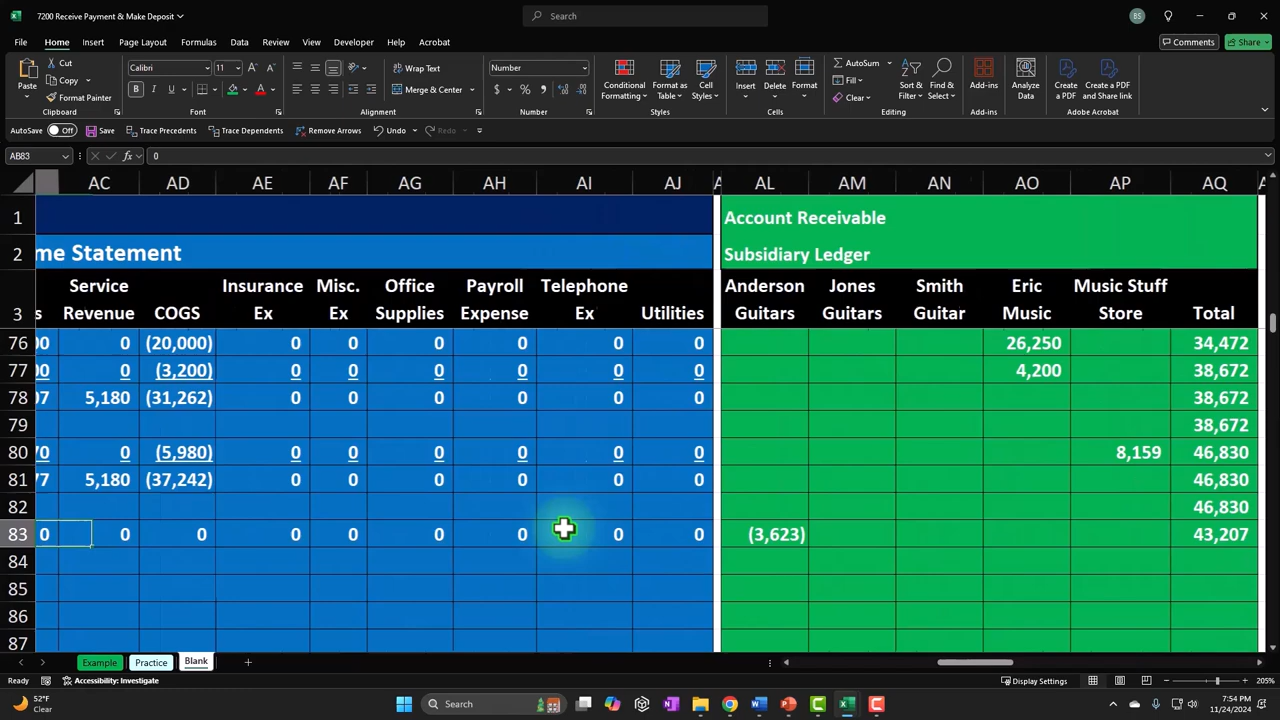 7200 Receive Payment & Make Deposit
Search
BS
File Home Insert Draw Page Layout Formulas Data Review View Developer Help Acrobat
Comments Share
Paste
Cut
Copy
Format Painter
Clipboard
Calibri 11
B I U
Font
Wrap Text
Merge & Center
Alignment
Number
$ % ,
Number
Conditional Formatting
Format as Table
Cell Styles
Styles
Insert Delete Format
Cells
AutoSum
Fill
Clear
Sort & Filter
Find & Select
Editing
Add-ins
Add-ins
Analyze Data
Create a PDF
Create a PDF and Share link
Adobe Acrobat
AutoSave Off Save Trace Precedents Trace Dependents Remove Arrows Undo Redo
AB83 fx 0
AC AD AE AF AG AH AI AJ A AL AM AN AO AP AQ A
1 Account Receivable
2 me Statement Subsidiary Ledger
Service Insurance Misc. Office Payroll Telephone Anderson Jones Smith Eric Music Stuff
3 s Revenue COGS Ex Ex Supplies Expense Ex Utilities Guitars Guitars Guitar Music Store Total
76 00 0 (20,000) 0 0 0 0 0 0 26,250 34,472
77 00 0 (3,200) 0 0 0 0 0 0 4,200 38,672
78 07 5,180 (31,262) 0 0 0 0 0 0 38,672
79 38,672
80 70 0 (5,980) 0 0 0 0 0 0 8,159 46,830
81 77 5,180 (37,242) 0 0 0 0 0 0 46,830
82 46,830
83 0 0 0 0 0 0 0 0 0 (3,623) 43,207
84
85
86
87
Example Practice Blank
Ready Accessibility: Investigate Display Settings 205%
52°F
Clear
Search
7:54 PM
11/24/2024